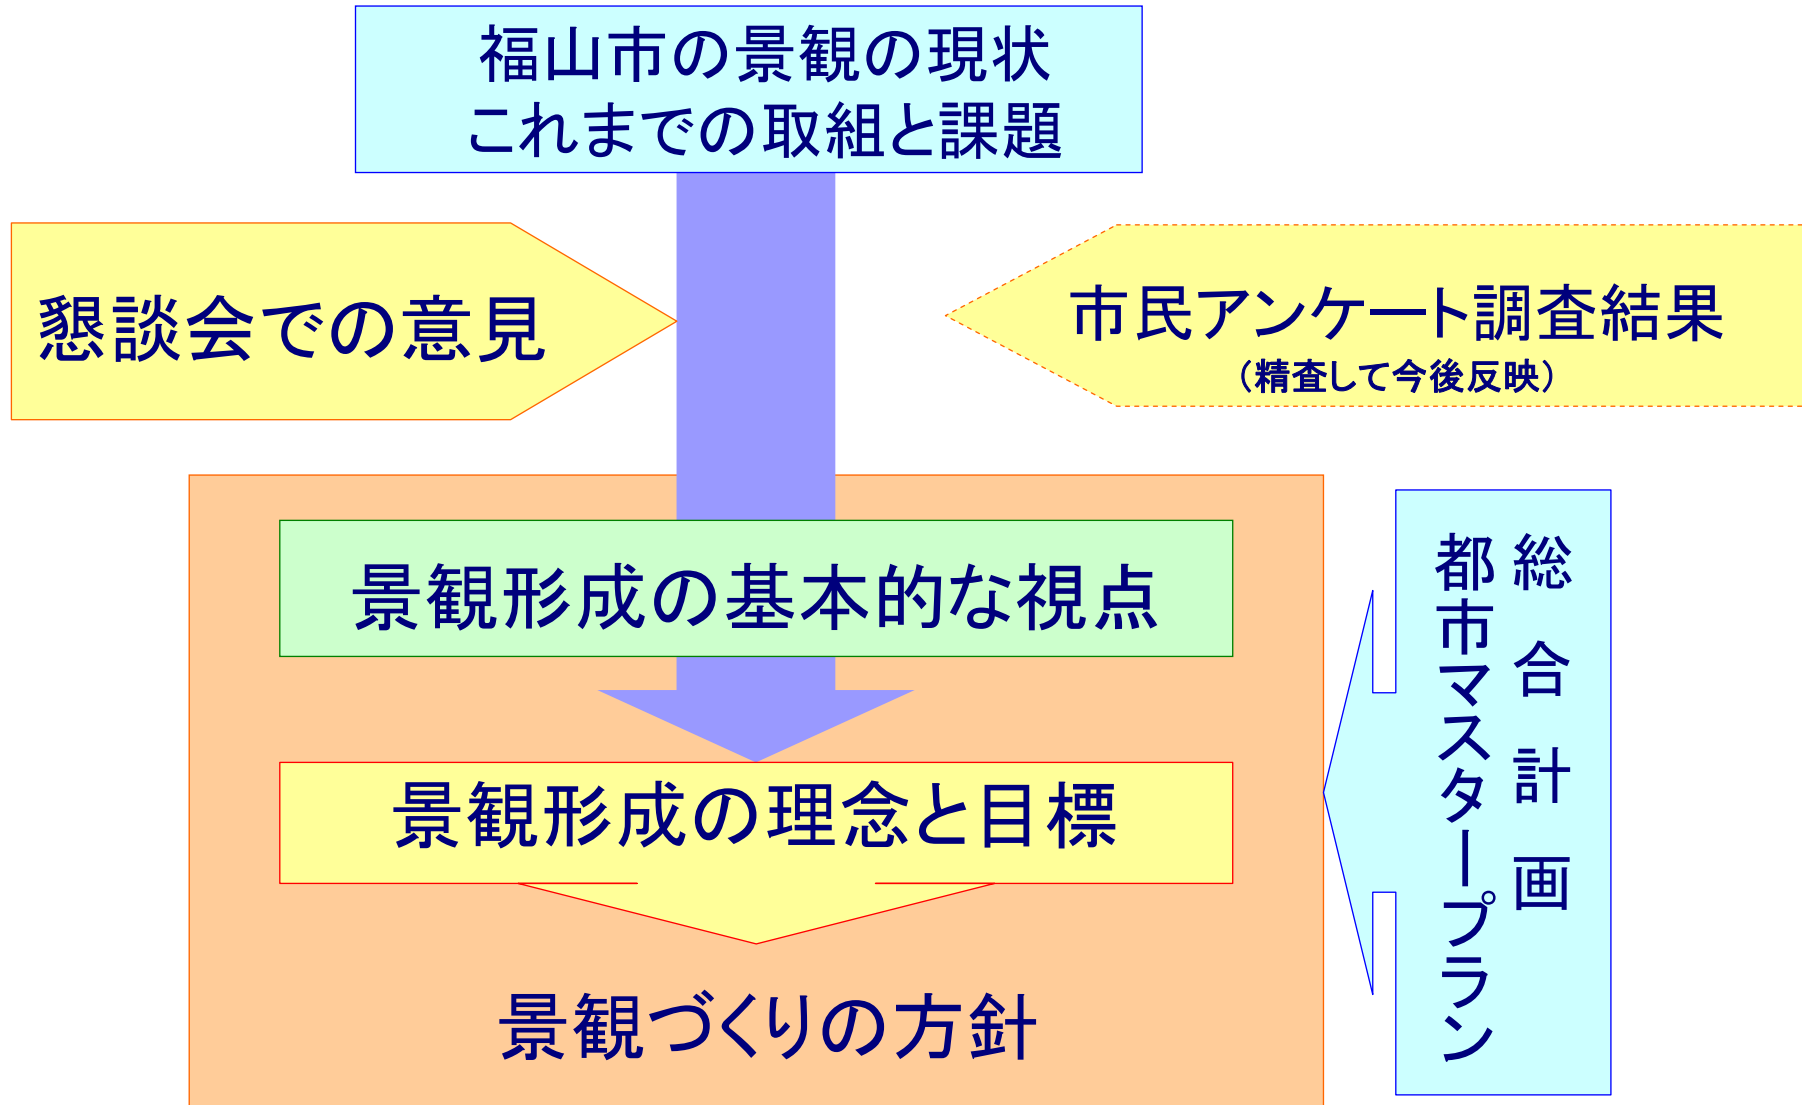 福山市の景観の現状
これまでの取組と課題
懇談会での意見
市民アンケート調査結果
（精査して今後反映）
景観形成の基本的な視点
景観形成の理念と目標
景観づくりの方針
総合計画
都市マスタープラン